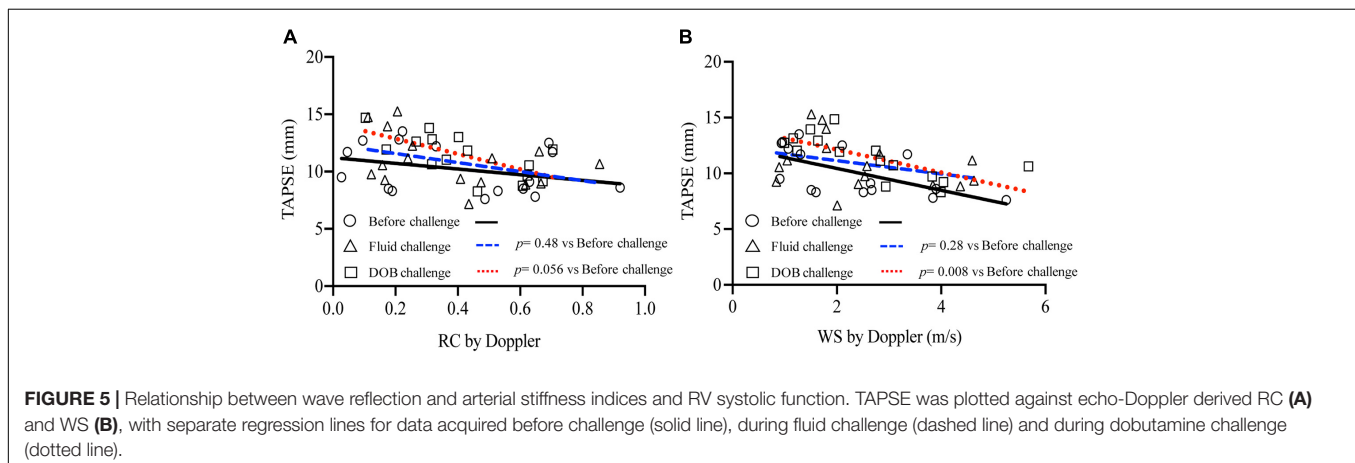 A
20
15
10
5
0
TAPSE (mm)
Before challenge
Fluid challenge
p= 0.48 vs Before challenge
DOB challenge
p= 0.056 vs Before challenge
0.0 0.2 0.4 0.6 0.8 1.0
RC by Doppler
B
20
15
10
5
0
TAPSE (mm)
Before challenge
Fluid challenge
p= 0.28 vs Before challenge
DOB challenge
p= 0.008 vs Before challenge
0 2 4 6
WS by Doppler (m/s)
FIGURE 5 | Relationship between wave reflection and arterial stiffness indices and RV systolic function. TAPSE was plotted against echo-Doppler derived RC (A)
and WS (B), with separate regression lines for data acquired before challenge (solid line), during fluid challenge (dashed line) and during dobutamine challenge
(dotted line).